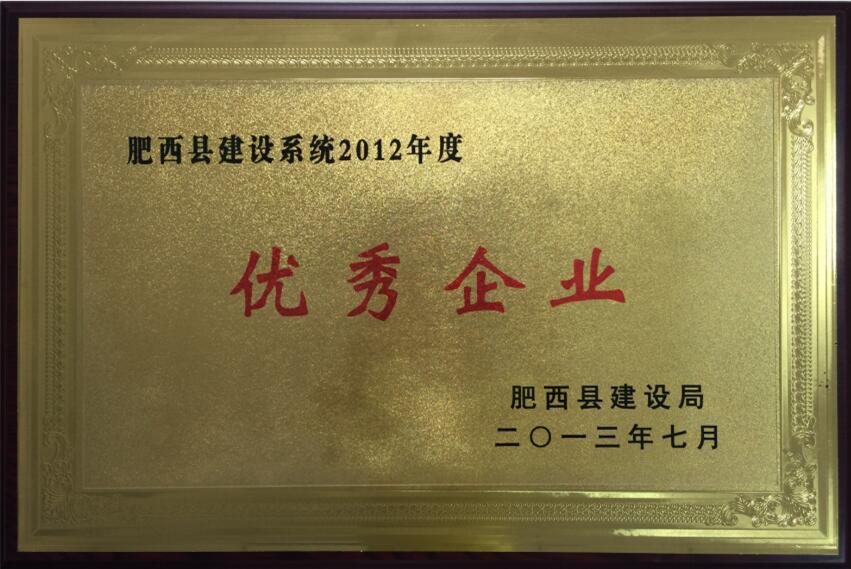 肥西县建设系统2012年度
优秀企业
肥西县建设局
二〇一三年七月